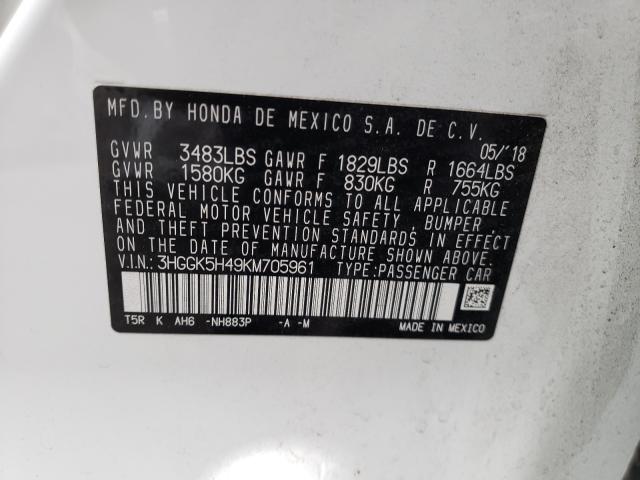 MFD. BY HONDA DE MEXICO S.A. DE C.V.
05/'18
GVWR 3483LBS GAWR F 1829LBS R 1664LBS
GVWR 1580KG GAWR F 830KG R 755KG
THIS VEHICLE CONFORMS TO ALL APPLICABLE
FEDERAL MOTOR VEHICLE SAFETY, BUMPER,
AND THEFT PREVENTION STANDARDS IN EFFECT
ON THE DATE OF MANUFACTURE SHOWN ABOVE.
V.I.N.: 3HGGK5H49KM705961 TYPE:PASSENGER CAR
T5R K AH6 -NH883P -A -M MADE IN MEXICO